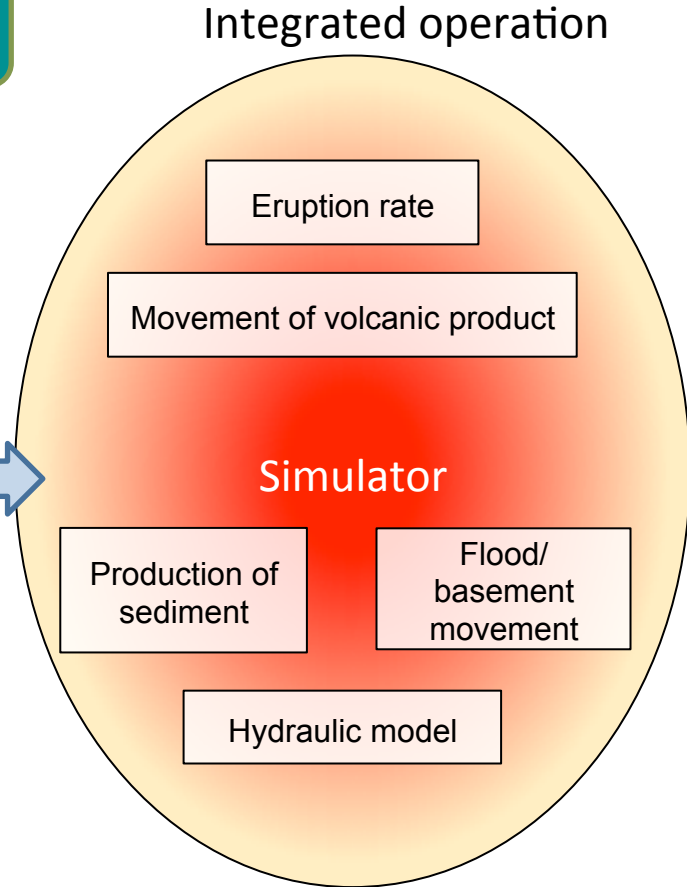 Integrated operation
Eruption rate
Movement of volcanic product
Simulator
Production of
sediment
Flood/
basement
movement
Hydraulic model